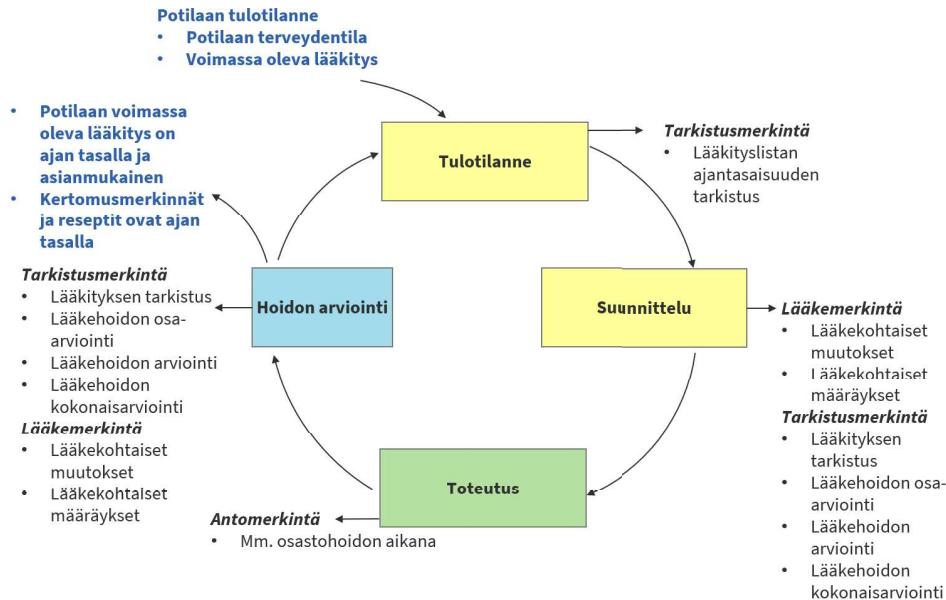 Potilaan tulotilanne
• Potilaan terveydentila
• Voimassa oleva lääkitys
• Potilaan voimassa
oleva lääkitys on
ajan tasalla ja
asianmukainen
• Kertomusmerkinnät
ja reseptit ovat ajan
tasalla
Tulotilanne
Tarkistusmerkintä
• Lääkityslistan
ajantasaisuuden
tarkistus
Tarkistusmerkintä
• Lääkityksen tarkistus
• Lääkehoidon osa-
arviointi
• Lääkehoidon arviointi
• Lääkehoidon
kokonaisarviointi
Lääkemerkintä
• Lääkekohtaiset
muutokset
• Lääkekohtaiset
määräykset
Hoidon arviointi
Suunnittelu
Lääkemerkintä
• Lääkekohtaiset
muutokset
• Lääkekohtaiset
määräykset
Tarkistusmerkintä
• Lääkityksen
tarkistus
• Lääkehoidon osa-
arviointi
• Lääkehoidon
arviointi
• Lääkehoidon
kokonaisarviointi
Toteutus
Antomerkintä
• Mm. osastohoidon aikana